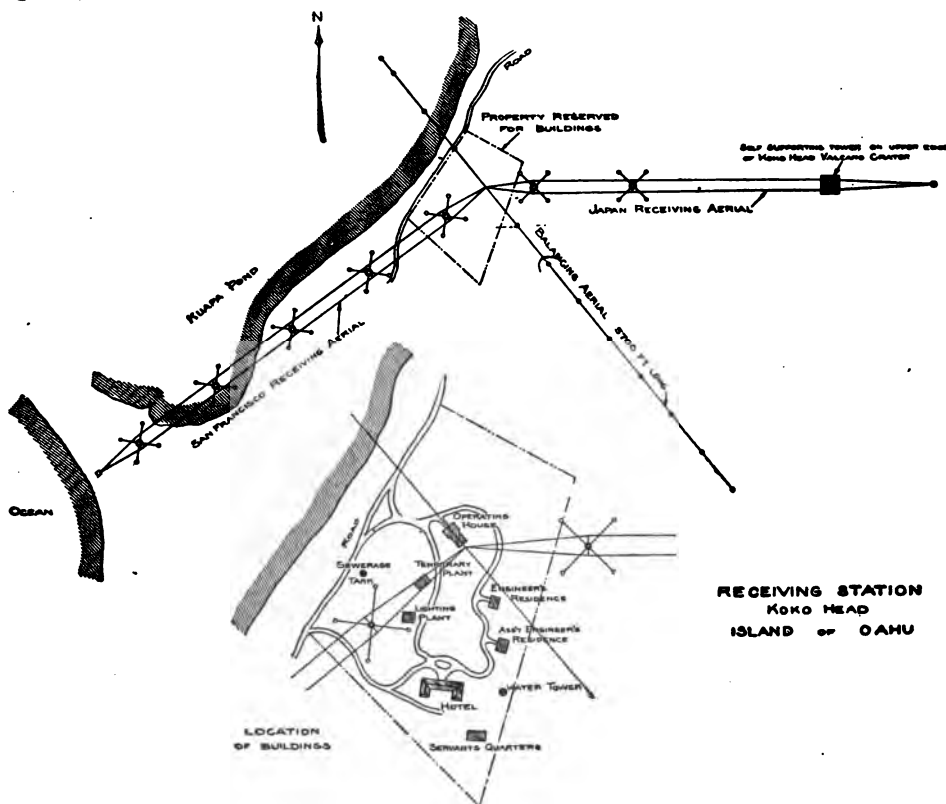 N
ROAD
PROPERTY RESERVED
FOR BUILDINGS
SELF SUPPORTING TOWER ON UPPER EDGE
OF KOKO HEAD VOLCANO CRATER
JAPAN RECEIVING AERIAL
KUAPA POND
BALANCING AERIAL 5700 FT. LONG
SAN FRANCISCO RECEIVING AERIAL
OCEAN
ROAD
OPERATING
HOUSE
SEWERAGE
TANK
TEMPORARY
PLANT
ENGINEER'S
RESIDENCE
LIGHTING
PLANT
ASS'T ENGINEER'S
RESIDENCE
WATER TOWER
HOTEL
SERVANTS QUARTERS
LOCATION
OF BUILDINGS
RECEIVING STATION
KOKO HEAD
ISLAND OF OAHU